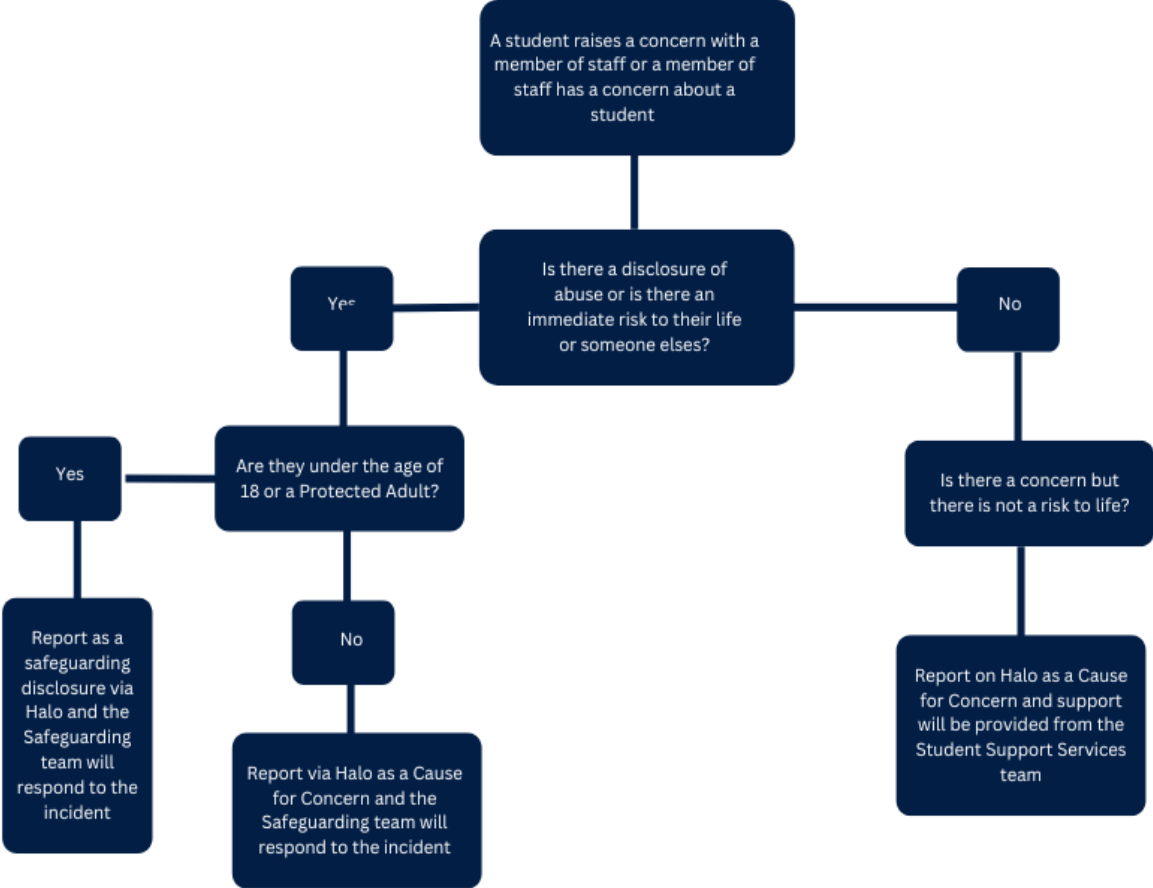 A student raises a concern with a
member of staff or a member of
staff has a concern about a
student
Is there a disclosure of
abuse or is there an
immediate risk to their life
or someone elses?
Yes
No
Are they under the age of
18 or a Protected Adult?
Yes
Is there a concern but
there is not a risk to life?
No
Report as a
safeguarding
disclosure via
Halo and the
Safeguarding
team will
respond to the
incident
Report via Halo as a Cause
for Concern and the
Safeguarding team will
respond to the incident
Report on Halo as a Cause
for Concern and support
will be provided from the
Student Support Services
team